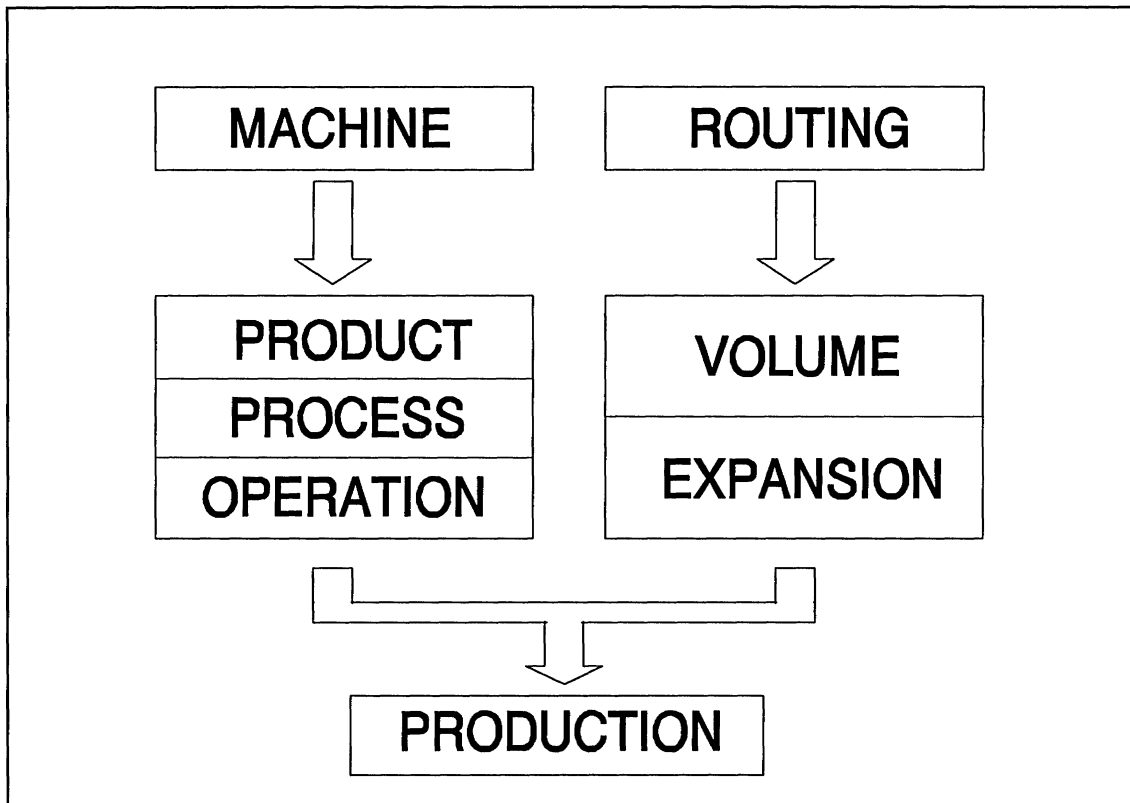 MACHINE
ROUTING
PRODUCT
PROCESS
OPERATION
VOLUME
EXPANSION
PRODUCTION